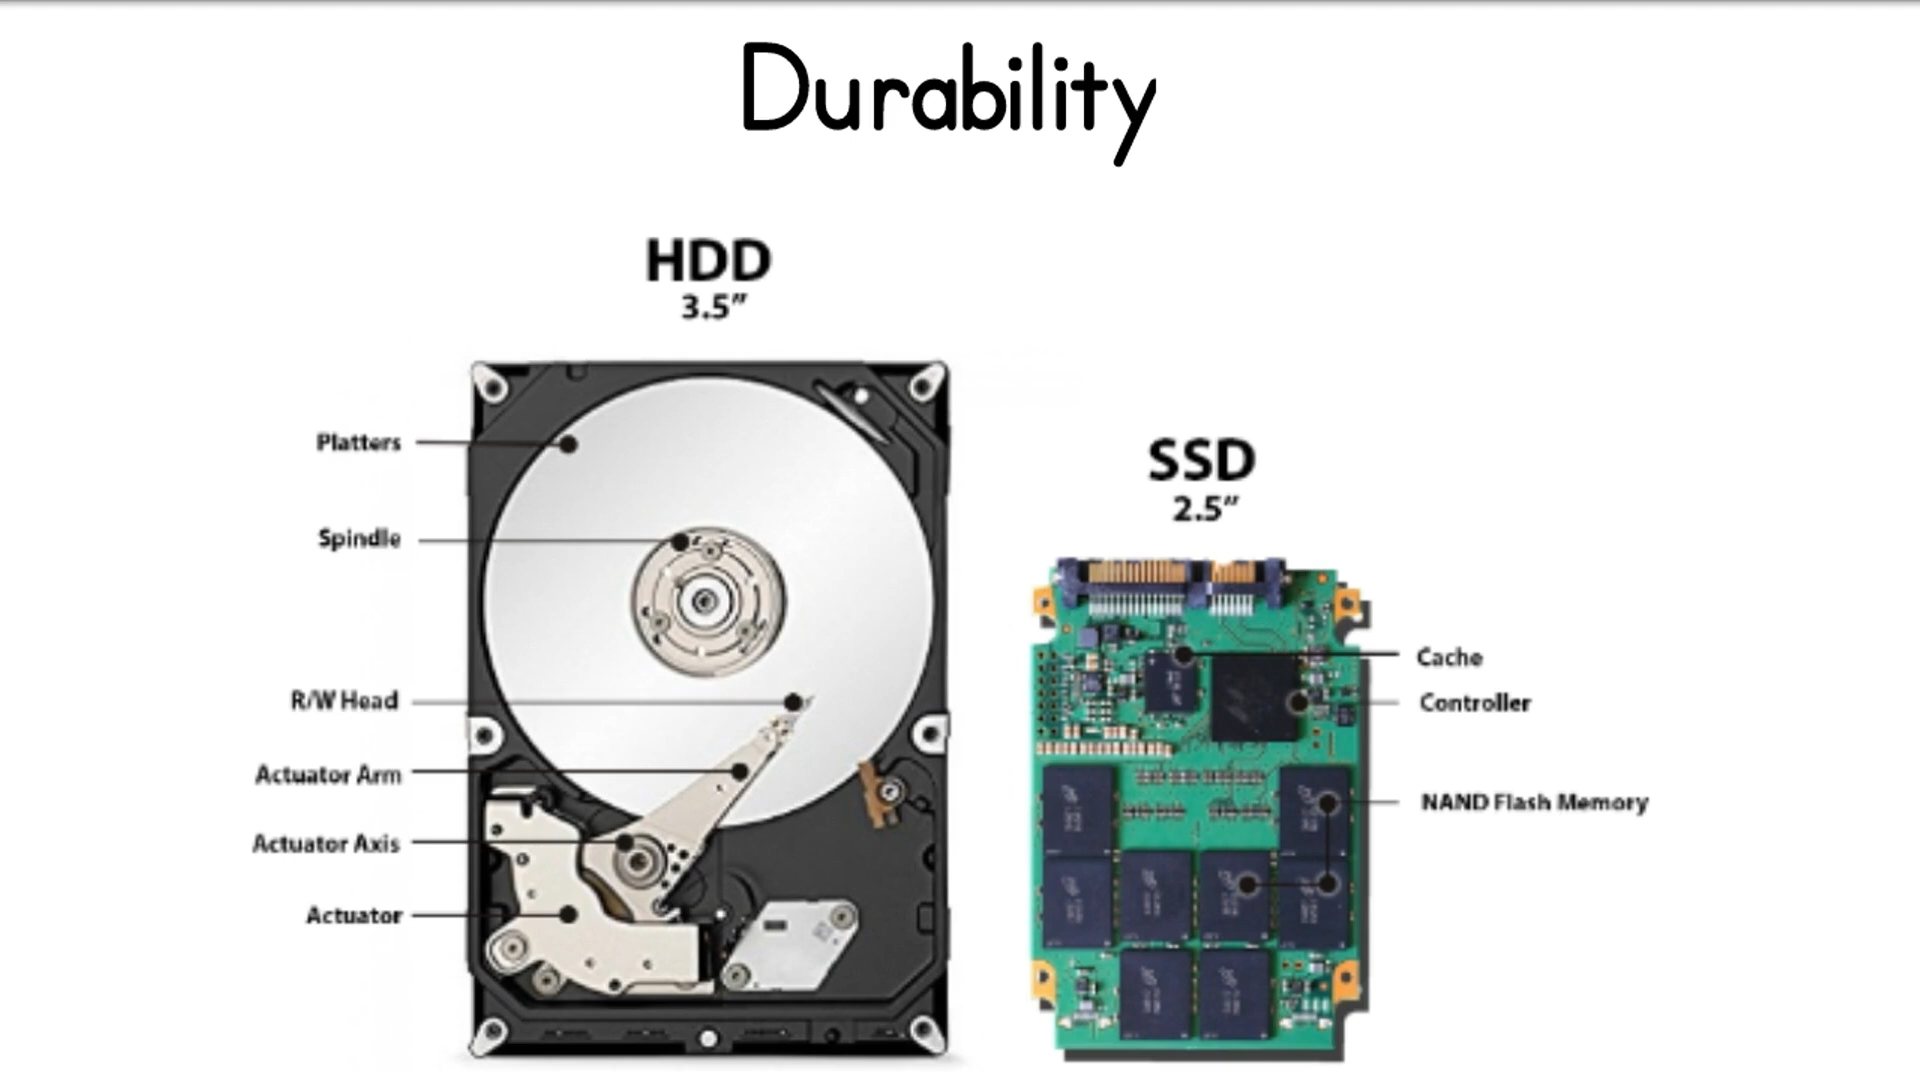 Durability
HDD
3.5"
Platters
Spindle
R/W Head
Actuator Arm
Actuator Axis
Actuator
SSD
2.5"
Cache
Controller
NAND Flash Memory